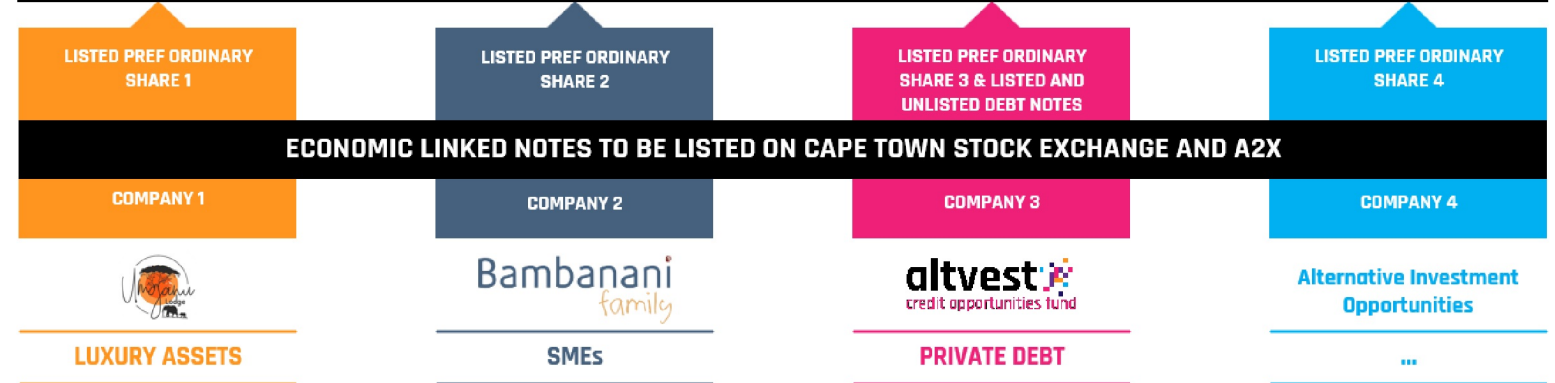 LISTED PREF ORDINARY
SHARE 1
LISTED PREF ORDINARY
SHARE 2
LISTED PREF ORDINARY
SHARE 3 & LISTED AND
UNLISTED DEBT NOTES
LISTED PREF ORDINARY
SHARE 4
ECONOMIC LINKED NOTES TO BE LISTED ON CAPE TOWN STOCK EXCHANGE AND A2X
COMPANY 1
COMPANY 2
COMPANY 3
COMPANY 4
Umganu
Lodge
Bambanani
family
altvest
credit opportunities fund
Alternative Investment
Opportunities
LUXURY ASSETS
SMEs
PRIVATE DEBT
...